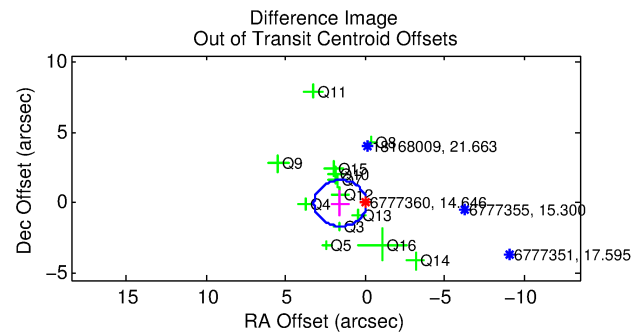 Difference Image
Out of Transit Centroid Offsets
Dec Offset (arcsec)
10
5
0
−5
Q11
Q8
18168009, 21.663
Q9
Q15
Q10
Q12
Q4
6777360, 14.646
6777355, 15.300
Q13
Q3
Q5
Q16
Q14
6777351, 17.595
15
10
5
0
−5
−10
RA Offset (arcsec)